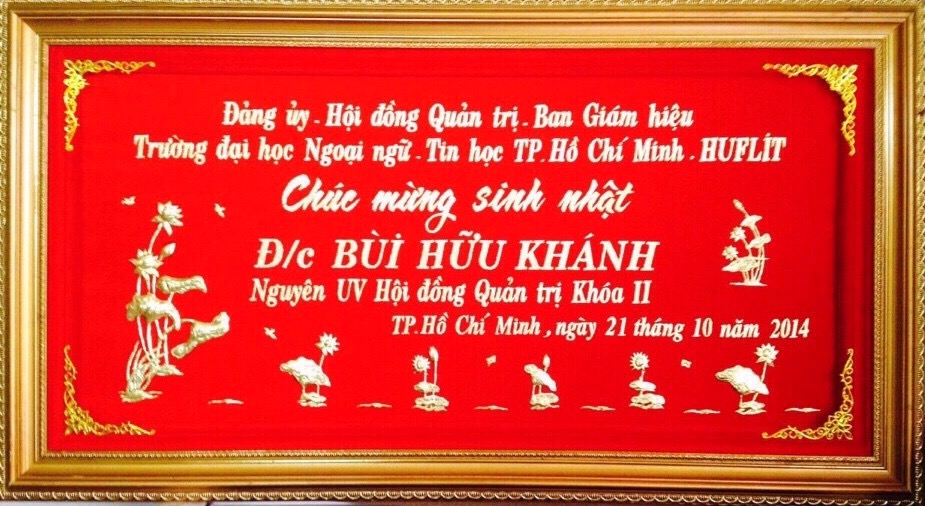 Đảng ủy - Hội đồng Quản trị - Ban Giám hiệu
Trường đại học Ngoại ngữ - Tin học TP. Hồ Chí Minh - HUFLÍT
Chúc mừng sinh nhật
Đ/c BÙI HỮU KHÁNH
Nguyên UV Hội đồng Quản trị Khóa II
TP. Hồ Chí Minh, ngày 21 tháng 10 năm 2014